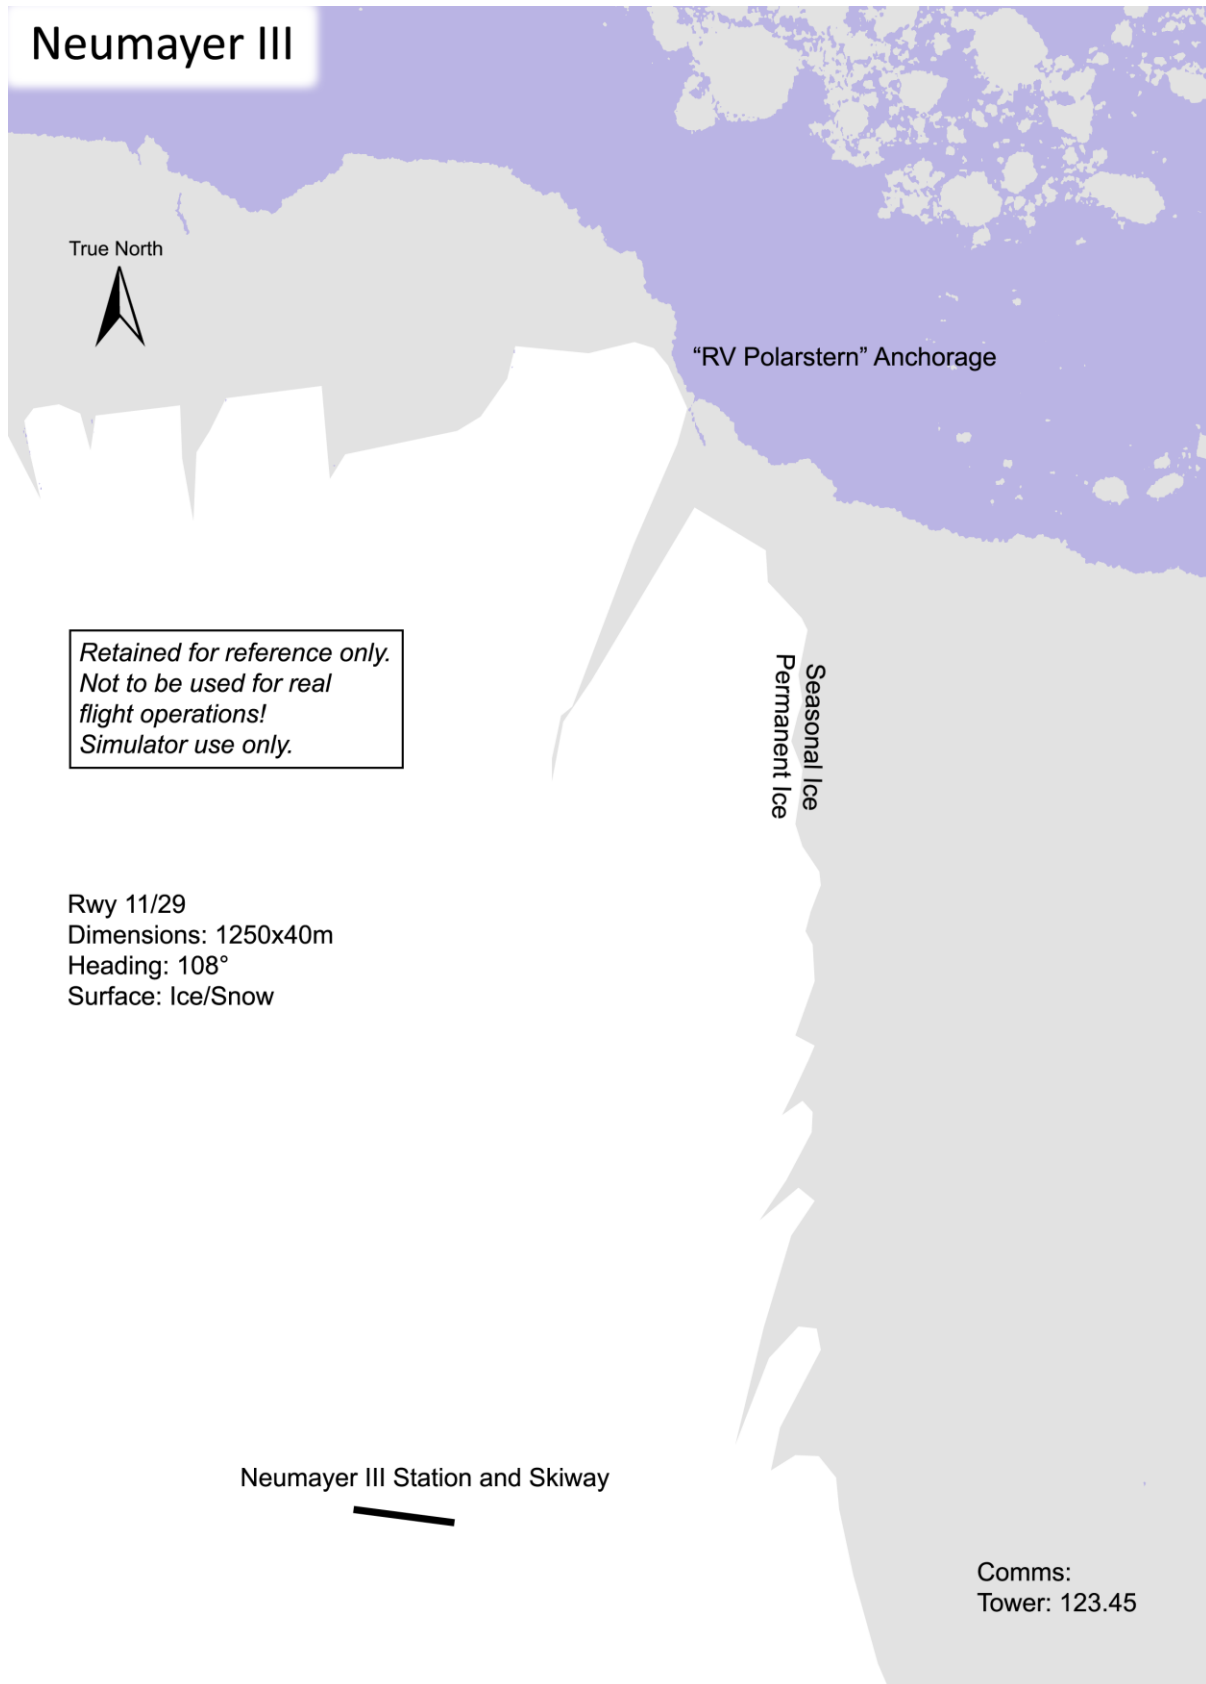 Neumayer III
True North
“RV Polarstern” Anchorage
Retained for reference only.
Not to be used for real
flight operations!
Simulator use only.
Seasonal Ice
Permanent Ice
Rwy 11/29
Dimensions: 1250x40m
Heading: 108°
Surface: Ice/Snow
Neumayer III Station and Skiway
Comms:
Tower: 123.45